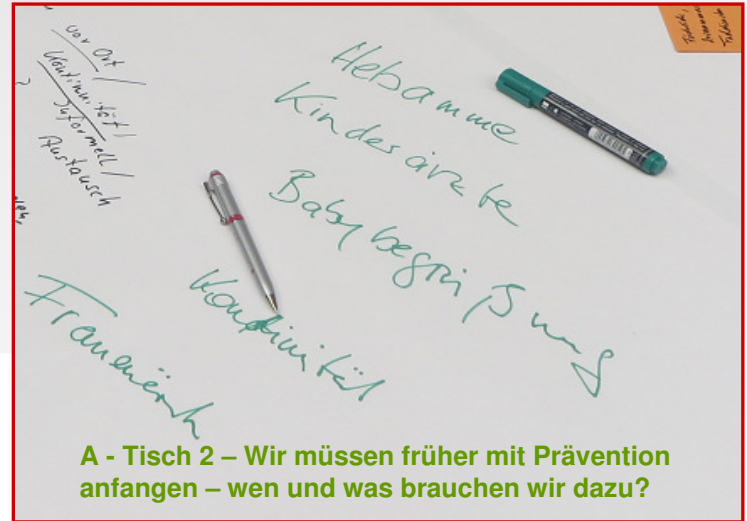 vor Ort /
Kontinuität /
Informell /
Austausch
Hebamme
Kinderärzte
Babybegrüßung
Kontinuität
A - Tisch 2 – Wir müssen früher mit Prävention
anfangen – wen und was brauchen wir dazu?